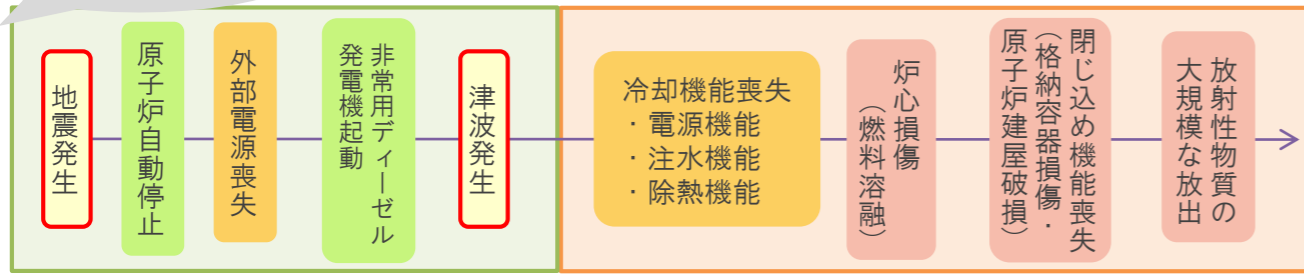 地震発生
原子炉自動停止
外部電源喪失
非常用ディーゼル
発電機起動
津波発生
冷却機能喪失
・電源機能
・注水機能
・除熱機能
炉心損傷
（燃料溶融）
閉じ込め機能喪失
（格納容器損傷・
原子炉建屋破損）
放射性物質の
大規模な放出